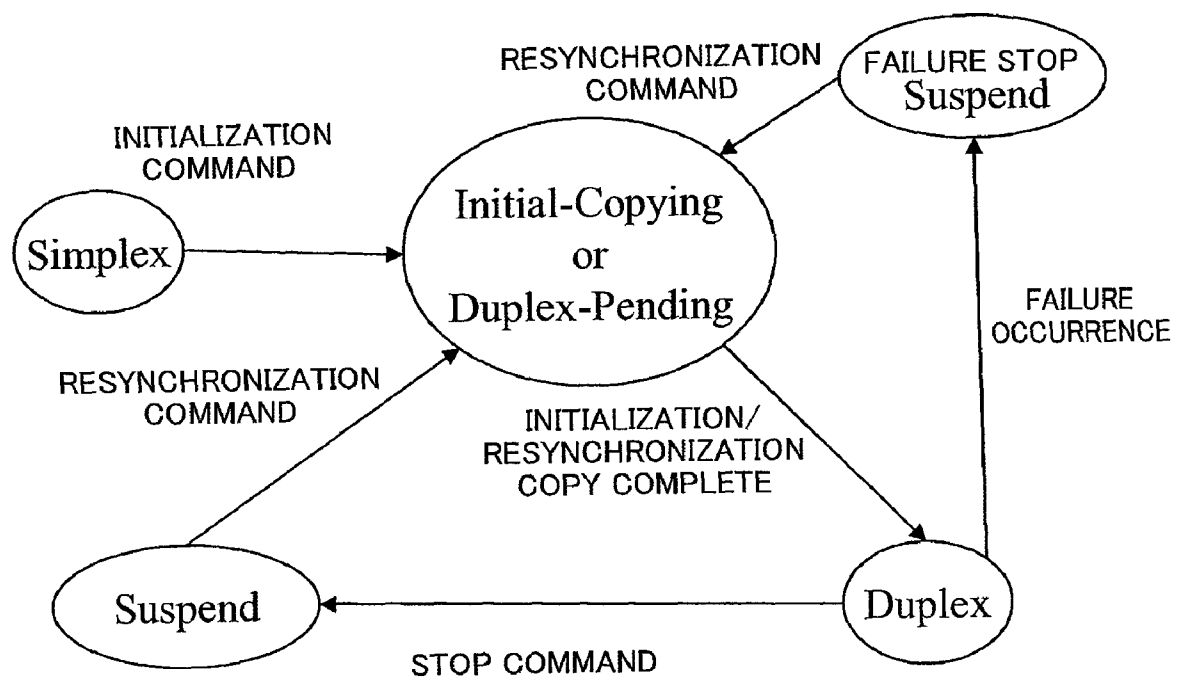 RESYNCHRONIZATION
COMMAND
FAILURE STOP
Suspend
INITIALIZATION
COMMAND
Simplex
Initial-Copying
or
Duplex-Pending
FAILURE
OCCURRENCE
RESYNCHRONIZATION
COMMAND
INITIALIZATION/
RESYNCHRONIZATION
COPY COMPLETE
Suspend
Duplex
STOP COMMAND